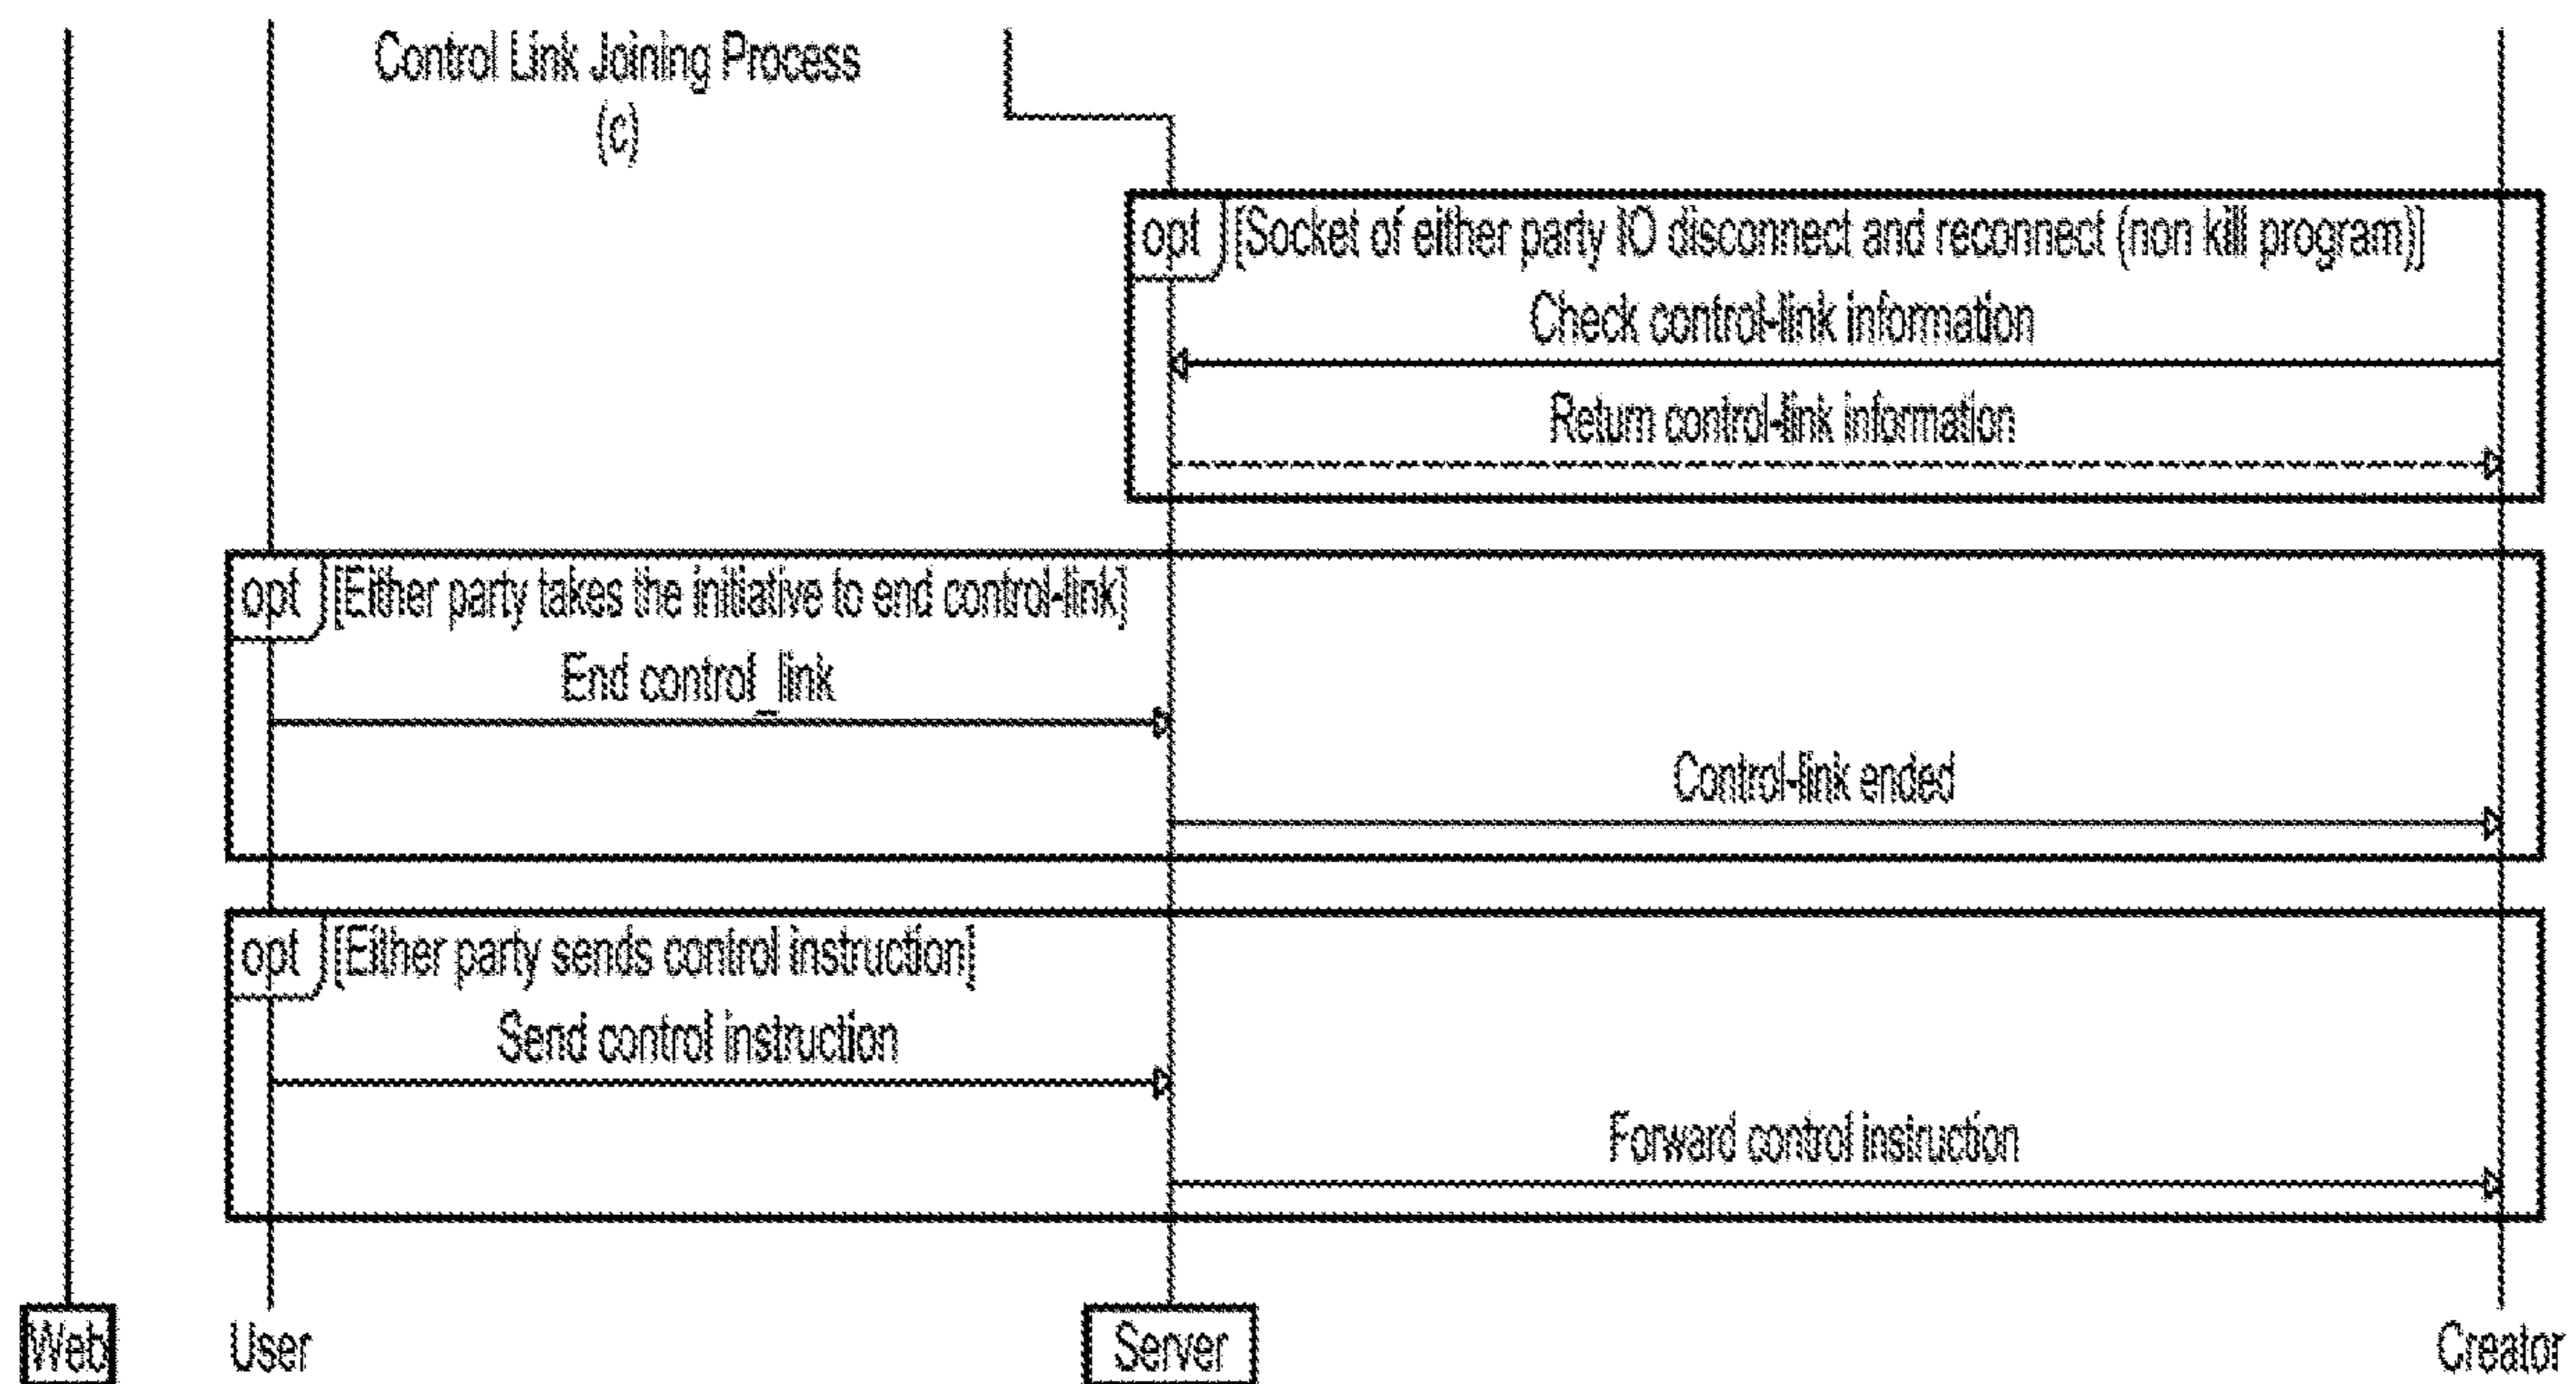 Control Link Joining Process
(c)
opt [Socket of either party IO disconnect and reconnect (non kill program)]
Check control-link information
Return control-link information
opt [Either party takes the initiative to end control-link]
End control_link
Control-link ended
opt [Either party sends control instruction]
Send control instruction
Forward control instruction
Web User Server Creator